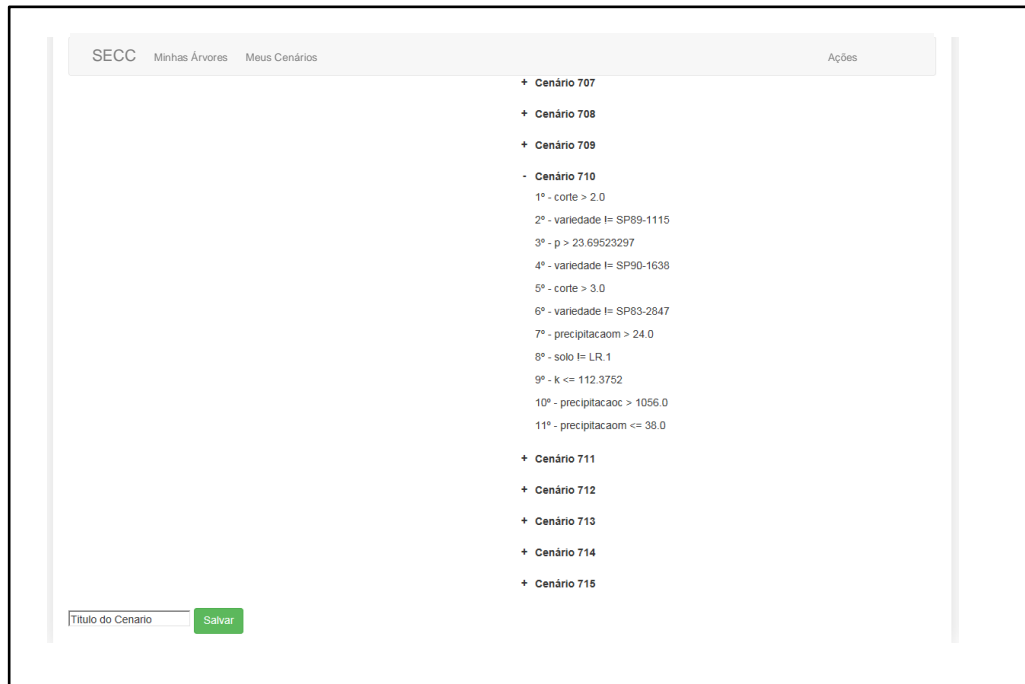 SECC Minhas Árvores Meus Cenários Ações
+ Cenário 707
+ Cenário 708
+ Cenário 709
- Cenário 710
1º - corte > 2.0
2º - variedade != SP89-1115
3º - p > 23.69523297
4º - variedade != SP90-1638
5º - corte > 3.0
6º - variedade != SP83-2847
7º - precipitacaom > 24.0
8º - solo != LR.1
9º - k <= 112.3752
10º - precipitacaoc > 1056.0
11º - precipitacaom <= 38.0
+ Cenário 711
+ Cenário 712
+ Cenário 713
+ Cenário 714
+ Cenário 715
Titulo do Cenario Salvar